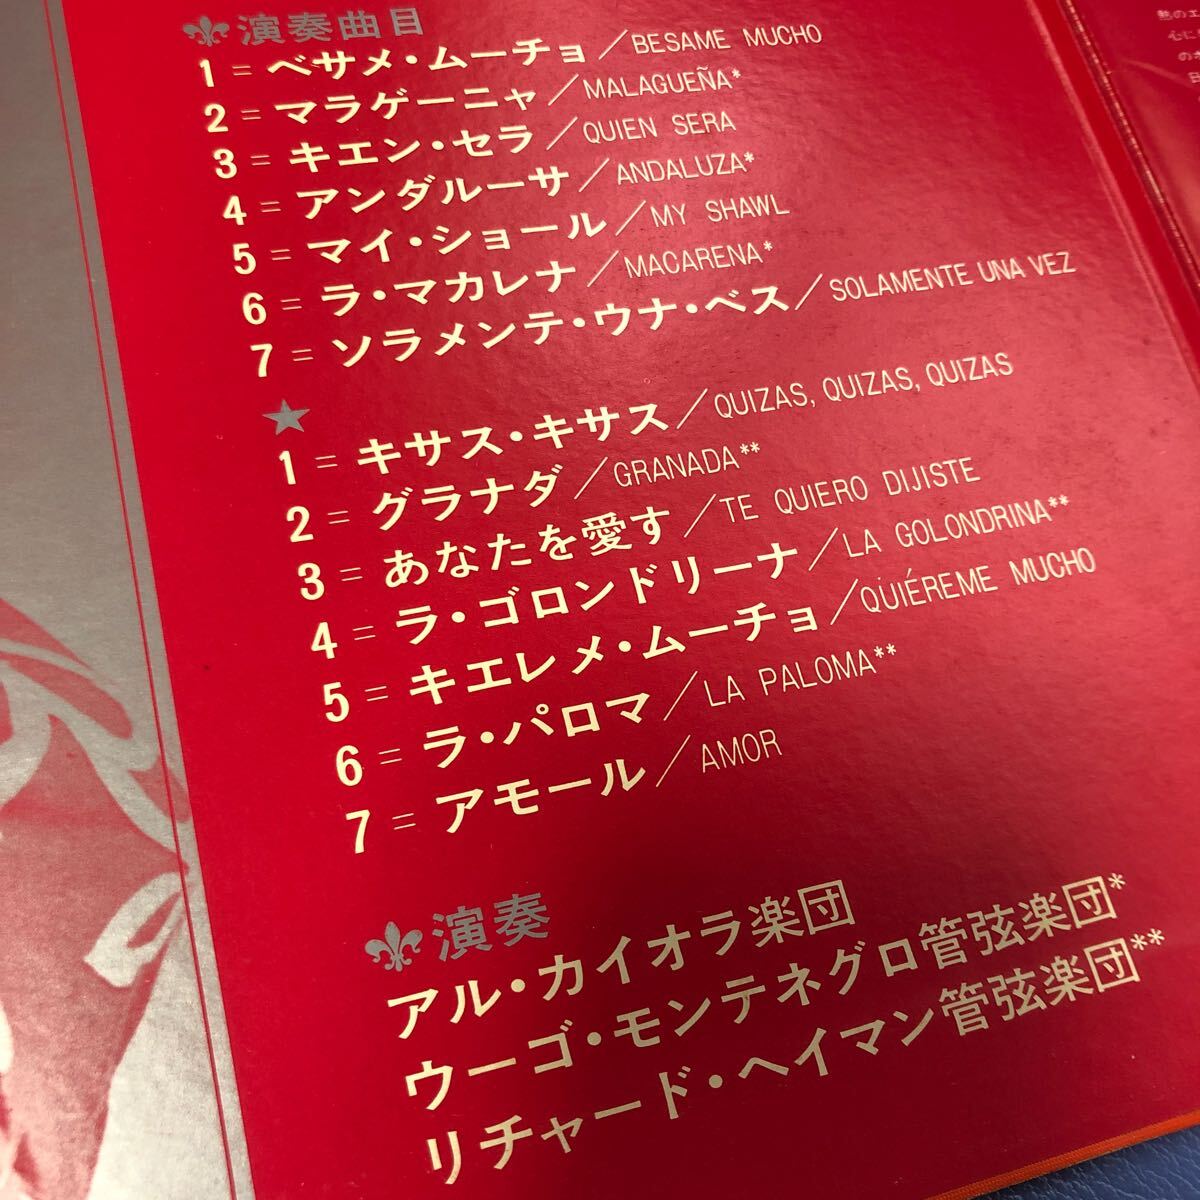 演奏曲目
1 = ベサメ・ムーチョ／BESAME MUCHO
2 = マラゲーニャ／MALAGUEÑA*
3 = キエン・セラ／QUIEN SERA
4 = アンダルーサ／ANDALUZA*
5 = マイ・ショール／MY SHAWL
6 = ラ・マカレナ／MACARENA*
7 = ソラメンテ・ウナ・ベス／SOLAMENTE UNA VEZ
★
1 = キサス・キサス／QUIZAS, QUIZAS, QUIZAS
2 = グラナダ／GRANADA**
3 = あなたを愛す／TE QUIERO DIJISTE
4 = ラ・ゴロンドリーナ／LA GOLONDRINA**
5 = キエレメ・ムーチョ／QUIÉREME MUCHO
6 = ラ・パロマ／LA PALOMA**
7 = アモール／AMOR
演奏
アル・カイオラ楽団
ウーゴ・モンテネグロ管弦楽団*
リチャード・ヘイマン管弦楽団**
熱のエ
心に
の
日